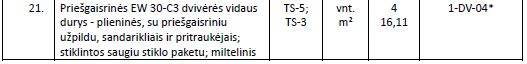 21. Priešgaisrinės EW 30-C3 dvivėrės vidaus TS-5; vnt. 4 1-DV-04*
durys - plieninės, su priešgaisriniu TS-3 m² 16,11
užpildu, sandarikliais ir pritraukėjais;
stiklintos saugiu stiklo paketu; miltelinis